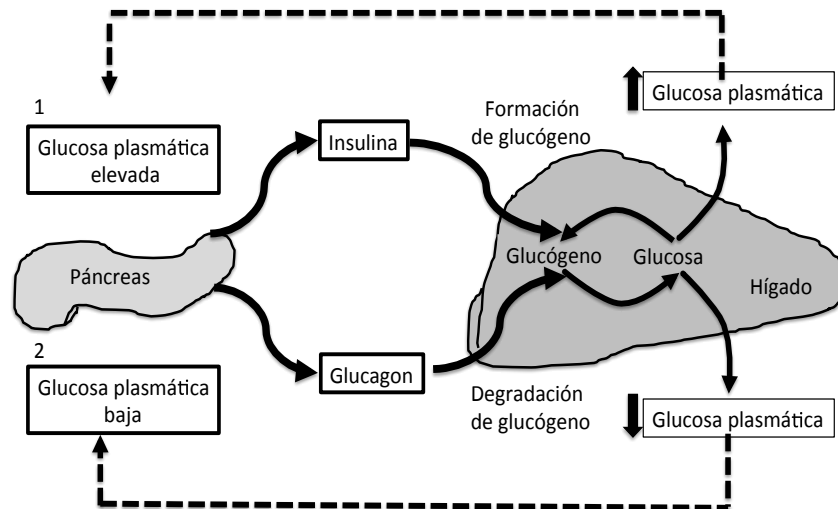 1
Glucosa plasmática
elevada
Insulina
Formación
de glucógeno
Glucosa plasmática
Páncreas
Glucógeno
Glucosa
Hígado
2
Glucosa plasmática
baja
Glucagon
Degradación
de glucógeno
Glucosa plasmática